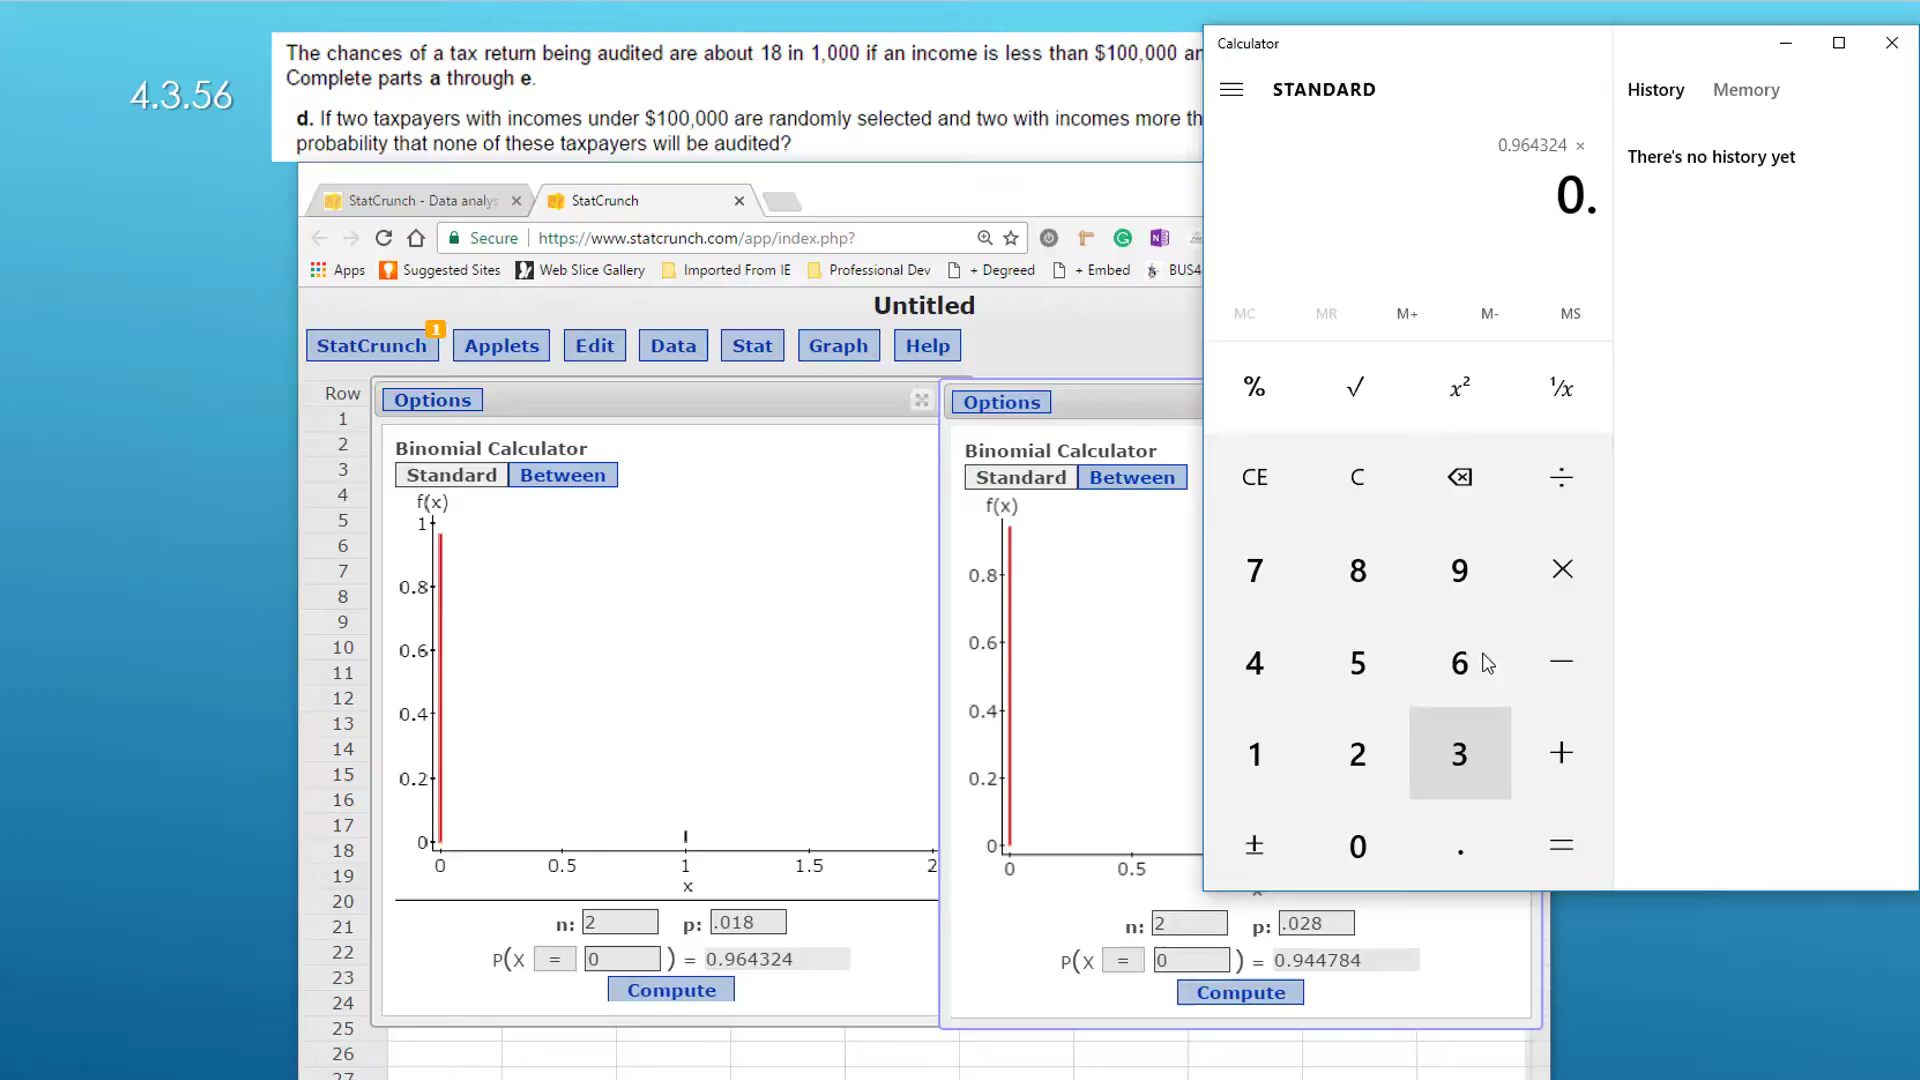 4.3.56
The chances of a tax return being audited are about 18 in 1,000 if an income is less than $100,000
Complete parts a through e.
d. If two taxpayers with incomes under $100,000 are randomly selected and two with incomes more
probability that none of these taxpayers will be audited?
StatCrunch - Data analys
StatCrunch
Secure
https://www.statcrunch.com/app/index.php?
Apps
Suggested Sites
Web Slice Gallery
Imported From IE
Professional Dev
+ Degreed
+ Embed
BUS4
Untitled
StatCrunch
1
Applets
Edit
Data
Stat
Graph
Help
Row
1
2
3
4
5
6
7
8
9
10
11
12
13
14
15
16
17
18
19
20
21
22
23
24
25
26
27
Options
Binomial Calculator
Standard Between
f(x)
1
0.8
0.6
0.4
0.2
0
0 0.5 1 1.5 2
x
n: 2 p: .018
P(X = 0 ) = 0.964324
Compute
Options
Binomial Calculator
Standard Between
f(x)
0.8
0.6
0.4
0.2
0
0 0.5
n: 2 p: .028
P(X = 0 ) = 0.944784
Compute
Calculator
STANDARD
0.964324 ×
0.
MC MR M+ M- MS
% √ x² ¹/x
CE C ÷
7 8 9 ×
4 5 6 −
1 2 3 +
± 0 . =
History Memory
There's no history yet